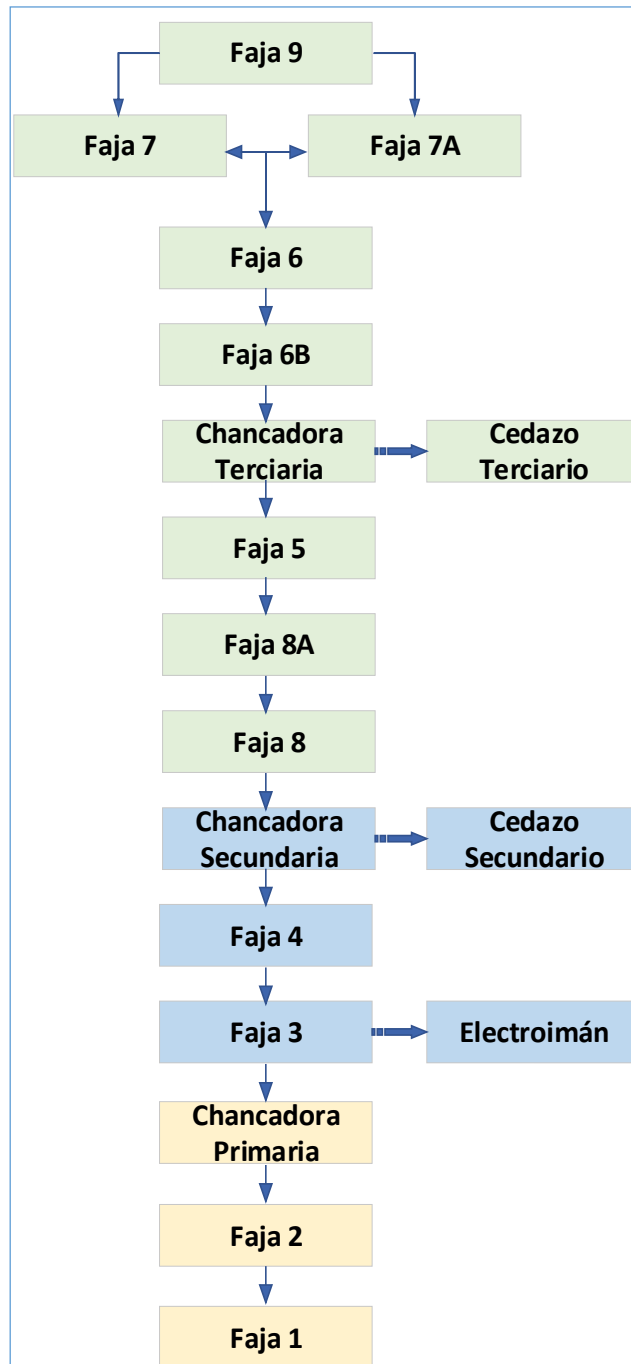 Faja 9
Faja 7
Faja 7A
Faja 6
Faja 6B
Chancadora
Terciaria
Cedazo
Terciario
Faja 5
Faja 8A
Faja 8
Chancadora
Secundaria
Cedazo
Secundario
Faja 4
Faja 3
Electroimán
Chancadora
Primaria
Faja 2
Faja 1